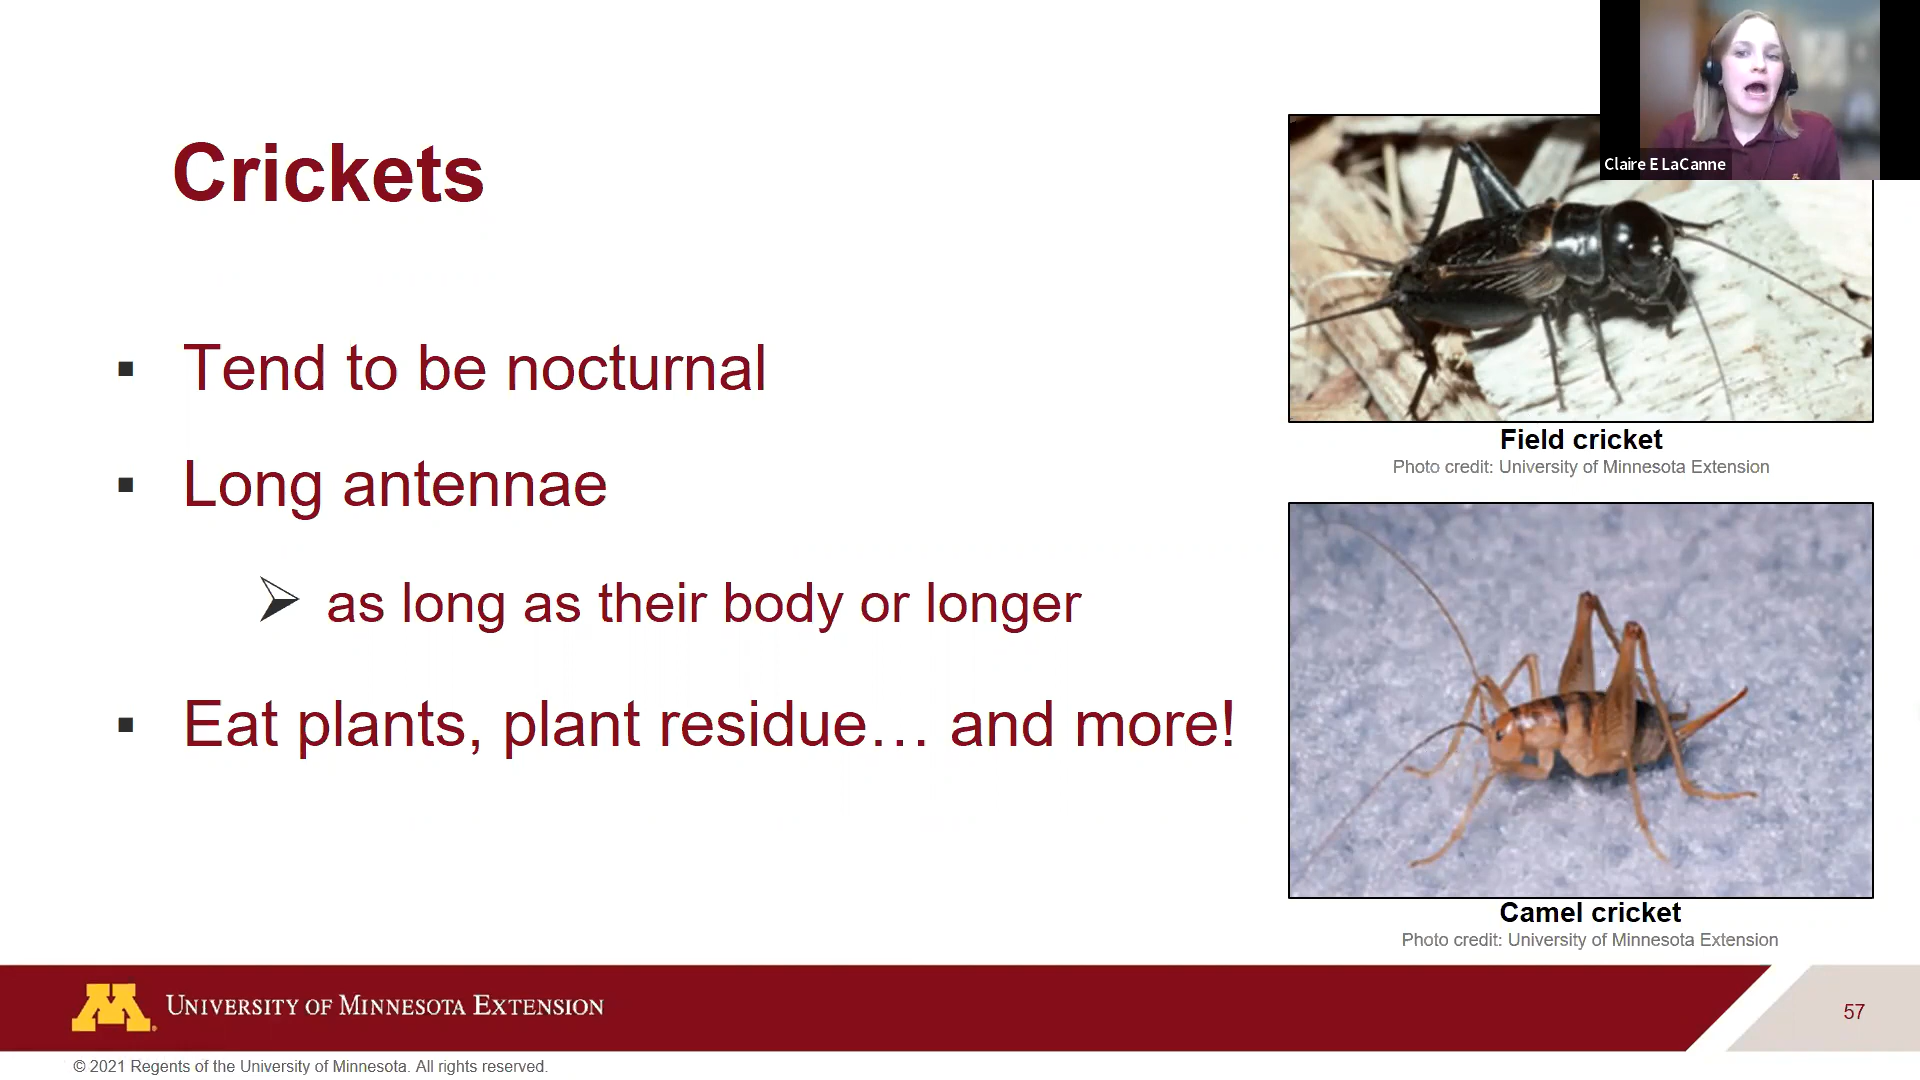 Crickets
Tend to be nocturnal
Long antennae
as long as their body or longer
Eat plants, plant residue… and more!
Claire E LaCanne
Field cricket
Photo credit: University of Minnesota Extension
Camel cricket
Photo credit: University of Minnesota Extension
M
UNIVERSITY OF MINNESOTA EXTENSION
57
© 2021 Regents of the University of Minnesota. All rights reserved.